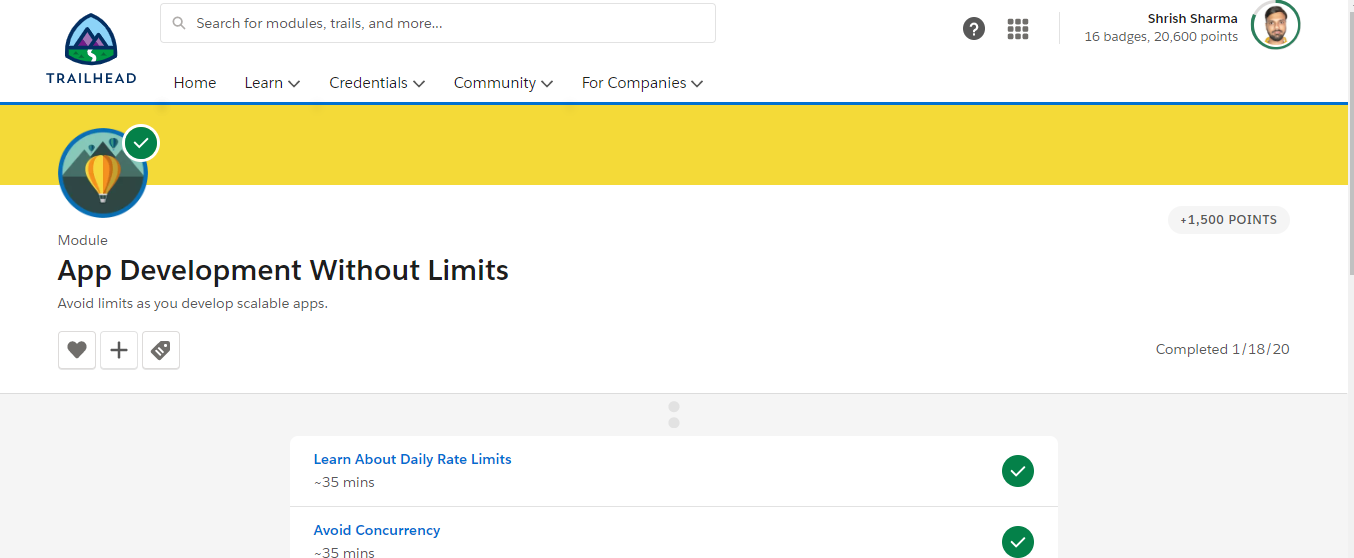 TRAILHEAD
Search for modules, trails, and more...
?
Shrish Sharma
16 badges, 20,600 points
Home Learn Credentials Community For Companies
+1,500 POINTS
Module
App Development Without Limits
Avoid limits as you develop scalable apps.
Completed 1/18/20
Learn About Daily Rate Limits
~35 mins
Avoid Concurrency
~35 mins